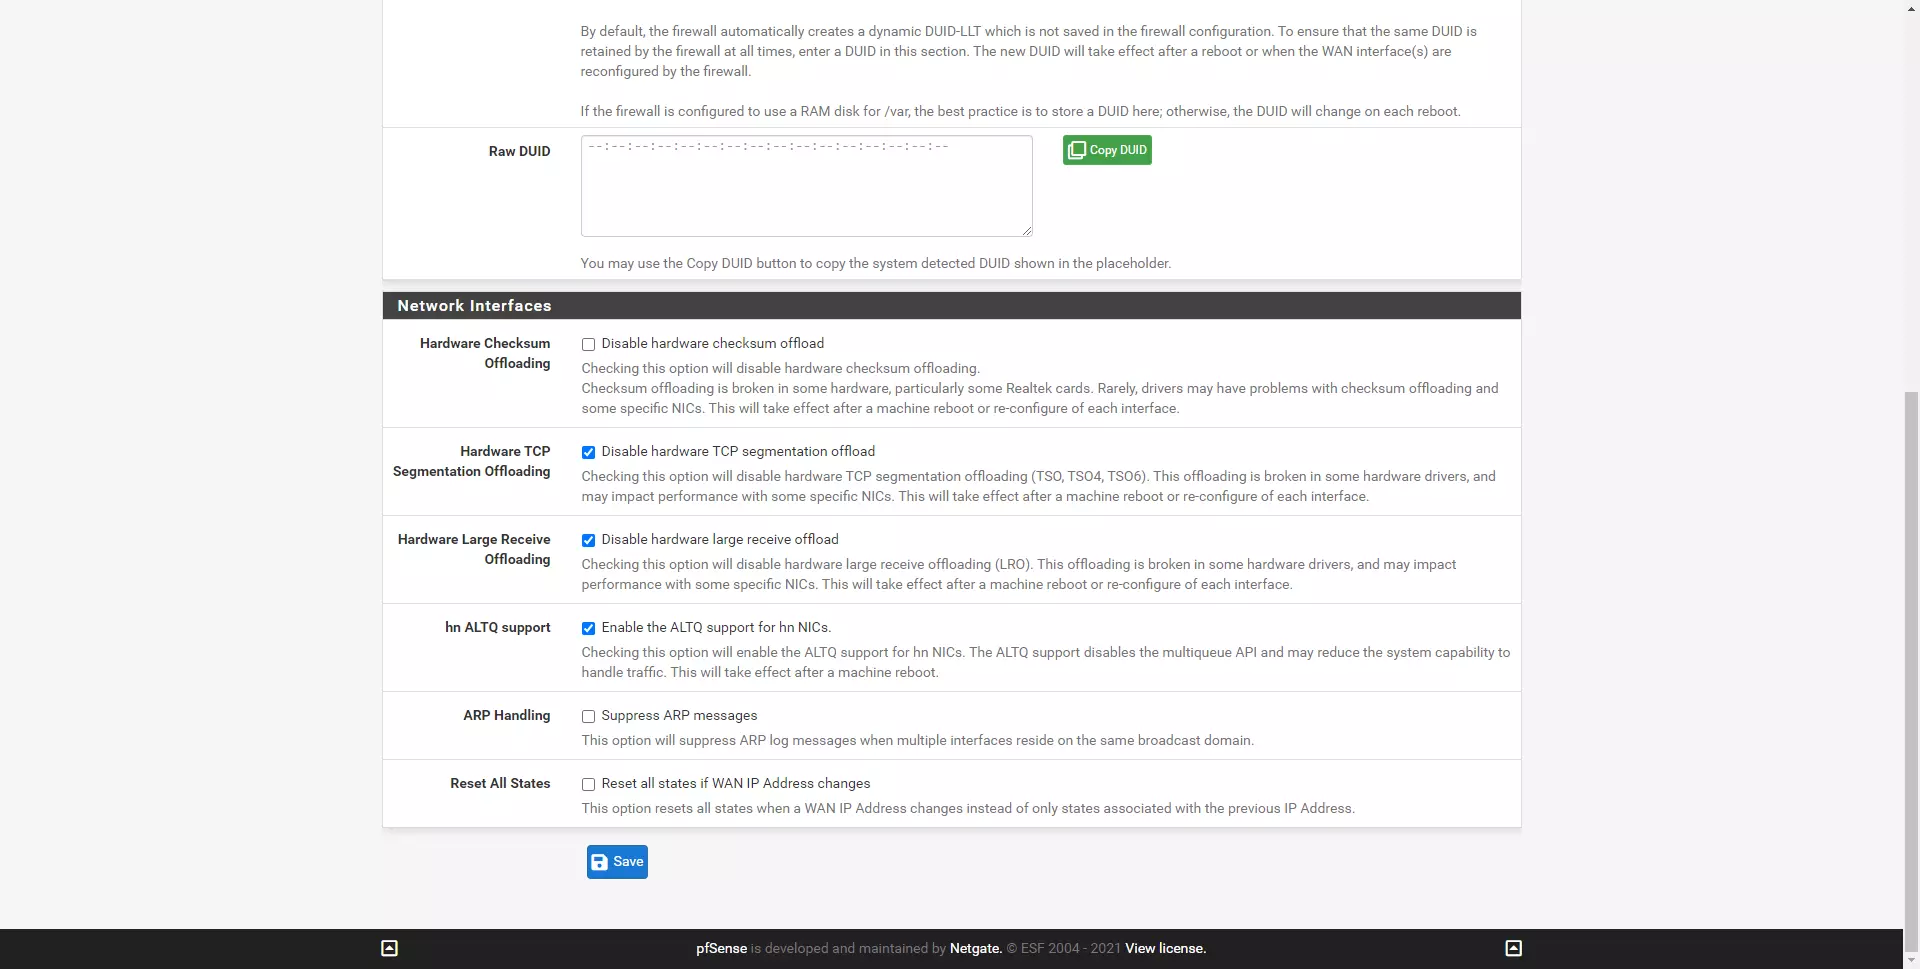 By default, the firewall automatically creates a dynamic DUID-LLT which is not saved in the firewall configuration. To ensure that the same DUID is
retained by the firewall at all times, enter a DUID in this section. The new DUID will take effect after a reboot or when the WAN interface(s) are
reconfigured by the firewall.
If the firewall is configured to use a RAM disk for /var, the best practice is to store a DUID here; otherwise, the DUID will change on each reboot.
Raw DUID
--:--:--:--:--:--:--:--:--:--:--:--:--:--:--:--
Copy DUID
You may use the Copy DUID button to copy the system detected DUID shown in the placeholder.
Network Interfaces
Hardware Checksum
Offloading
Disable hardware checksum offload
Checking this option will disable hardware checksum offloading.
Checksum offloading is broken in some hardware, particularly some Realtek cards. Rarely, drivers may have problems with checksum offloading and
some specific NICs. This will take effect after a machine reboot or re-configure of each interface.
Hardware TCP
Segmentation Offloading
Disable hardware TCP segmentation offload
Checking this option will disable hardware TCP segmentation offloading (TSO, TSO4, TSO6). This offloading is broken in some hardware drivers, and
may impact performance with some specific NICs. This will take effect after a machine reboot or re-configure of each interface.
Hardware Large Receive
Offloading
Disable hardware large receive offload
Checking this option will disable hardware large receive offloading (LRO). This offloading is broken in some hardware drivers, and may impact
performance with some specific NICs. This will take effect after a machine reboot or re-configure of each interface.
hn ALTQ support
Enable the ALTQ support for hn NICs.
Checking this option will enable the ALTQ support for hn NICs. The ALTQ support disables the multiqueue API and may reduce the system capability to
handle traffic. This will take effect after a machine reboot.
ARP Handling
Suppress ARP messages
This option will suppress ARP log messages when multiple interfaces reside on the same broadcast domain.
Reset All States
Reset all states if WAN IP Address changes
This option resets all states when a WAN IP Address changes instead of only states associated with the previous IP Address.
Save
pfSense is developed and maintained by Netgate. © ESF 2004 - 2021 View license.